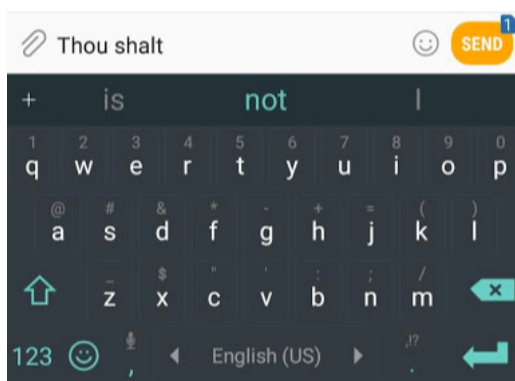 Thou shalt
SEND
1
+ is not I
1 2 3 4 5 6 7 8 9 0
q w e r t y u i o p
@ # & * - + = ( )
a s d f g h j k l
_ $ " ' : ; /
z x c v b n m
123 , English (US) ,!? .